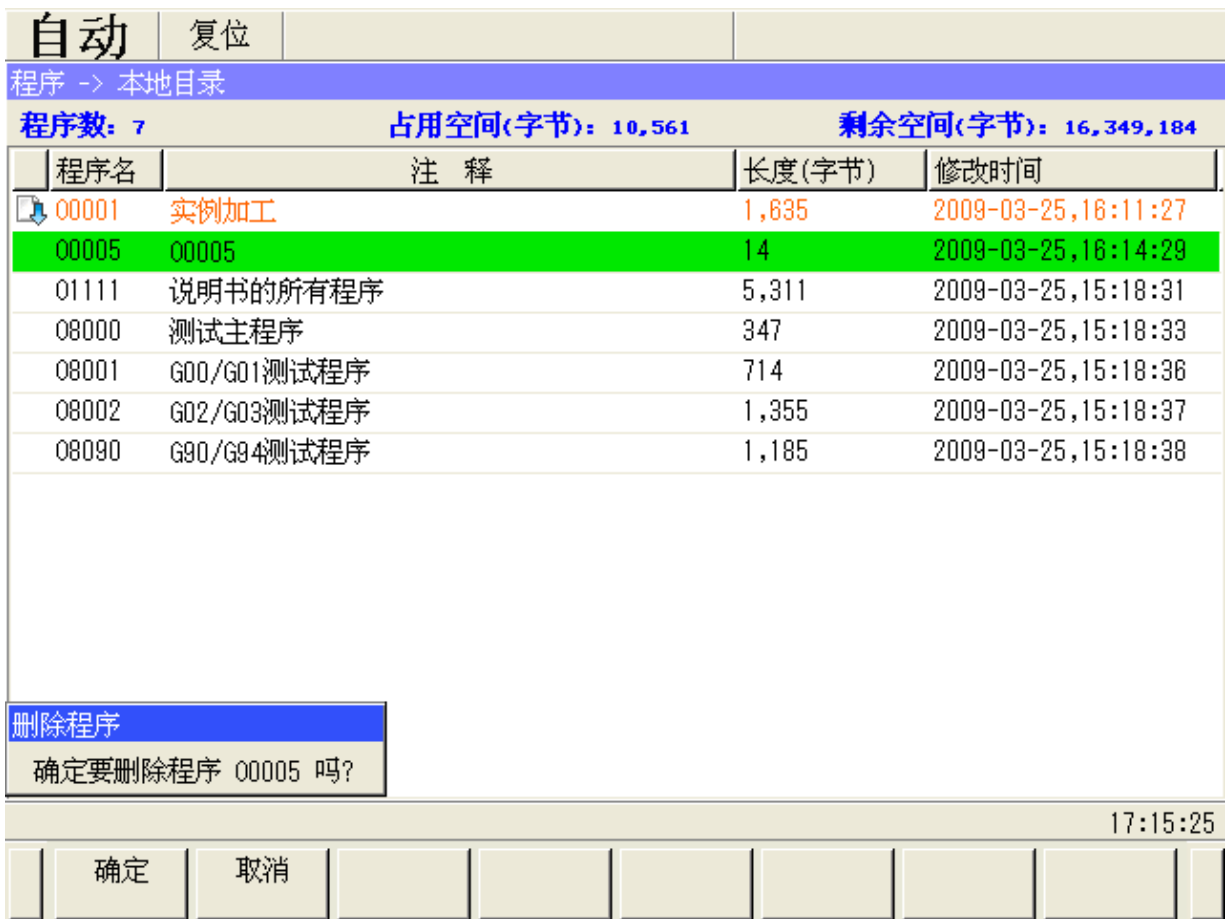 自动 复位
程序 -> 本地目录
程序数: 7 占用空间(字节): 10,561 剩余空间(字节): 16,349,184
程序名 注 释 长度(字节) 修改时间
O0001 实例加工 1,635 2009-03-25,16:11:27
O0005 O0005 14 2009-03-25,16:14:29
O1111 说明书的所有程序 5,311 2009-03-25,15:18:31
O8000 测试主程序 347 2009-03-25,15:18:33
O8001 G00/G01测试程序 714 2009-03-25,15:18:36
O8002 G02/G03测试程序 1,355 2009-03-25,15:18:37
O8090 G90/G94测试程序 1,185 2009-03-25,15:18:38
删除程序
确定要删除程序 O0005 吗?
17:15:25
确定 取消